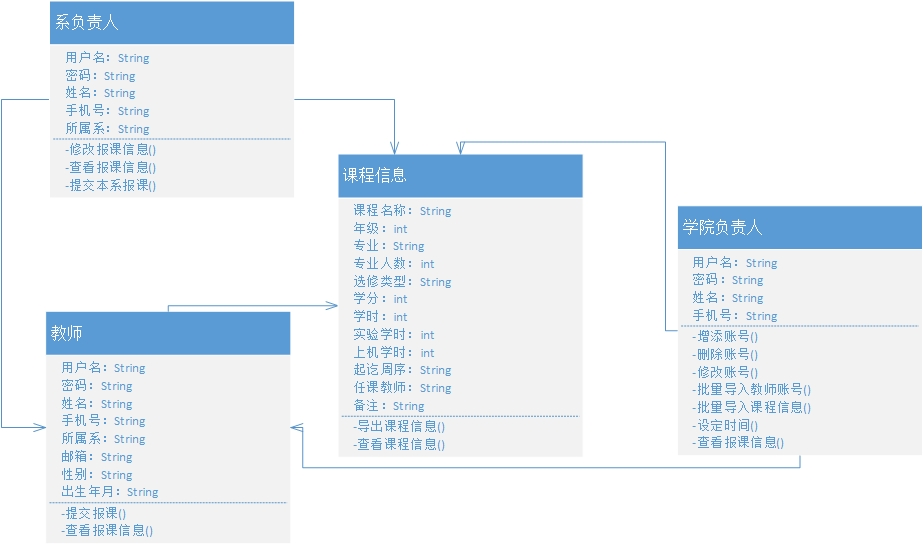 系负责人
用户名：String
密码：String
姓名：String
手机号：String
所属系：String
-修改报课信息()
-查看报课信息()
-提交本系报课()
课程信息
课程名称：String
年级：int
专业：String
专业人数：int
选修类型：String
学分：int
学时：int
实验学时：int
上机学时：int
起讫周序：String
任课教师：String
备注：String
-导出课程信息()
-查看课程信息()
学院负责人
用户名：String
密码：String
姓名：String
手机号：String
-增添账号()
-删除账号()
-修改账号()
-批量导入教师账号()
-批量导入课程信息()
-设定时间()
-查看报课信息()
教师
用户名：String
密码：String
姓名：String
手机号：String
所属系：String
邮箱：String
性别：String
出生年月：String
-提交报课()
-查看报课信息()